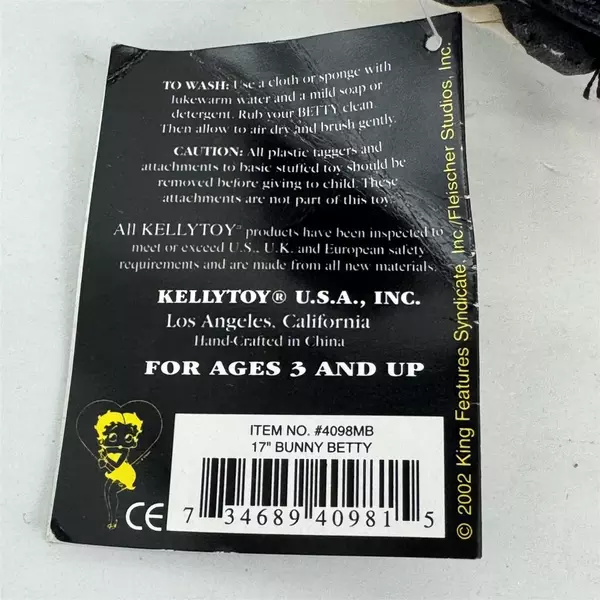 TO WASH: Use a cloth or sponge with
lukewarm water and a mild soap or
detergent. Rub your BETTY clean.
Then allow to air dry and brush gently.
CAUTION: All plastic taggers and
attachments to basic stuffed toy should be
removed before giving to child. These
attachments are not part of this toy.
All KELLYTOY® products have been inspected to
meet or exceed U.S., U.K. and European safety
requirements and are made from all new materials.
KELLYTOY® U.S.A., INC.
Los Angeles, California
Hand-Crafted in China
FOR AGES 3 AND UP
ITEM NO. #4098MB
17" BUNNY BETTY
7 34689 40981 5
CE
© 2002 King Features Syndicate, Inc./Fleischer Studios, Inc.